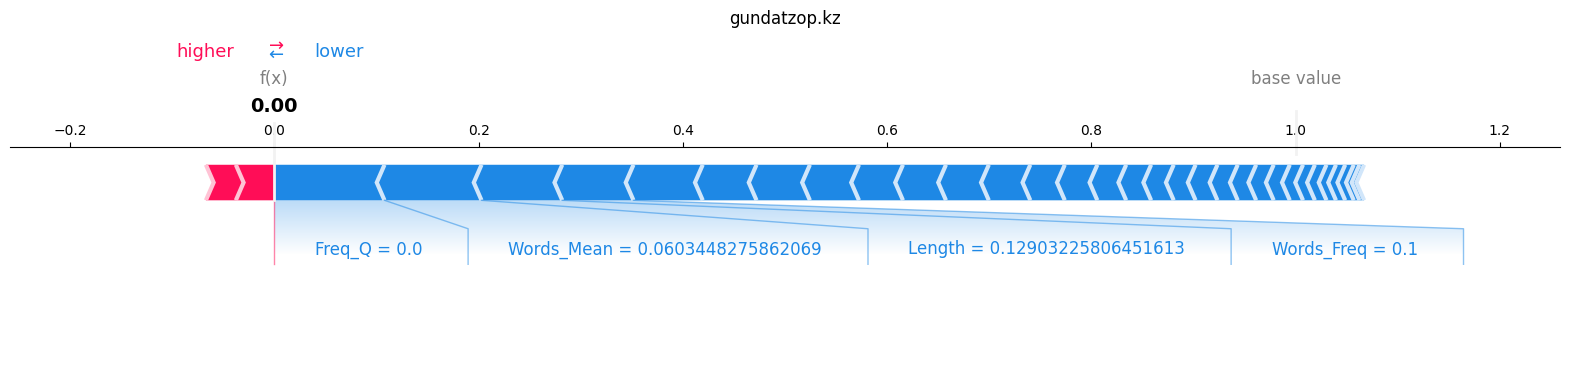 gundatzop.kz
higher → ← lower
f(x) base value
0.00
−0.2 0.0 0.2 0.4 0.6 0.8 1.0 1.2
Freq_Q = 0.0 Words_Mean = 0.0603448275862069 Length = 0.12903225806451613 Words_Freq = 0.1